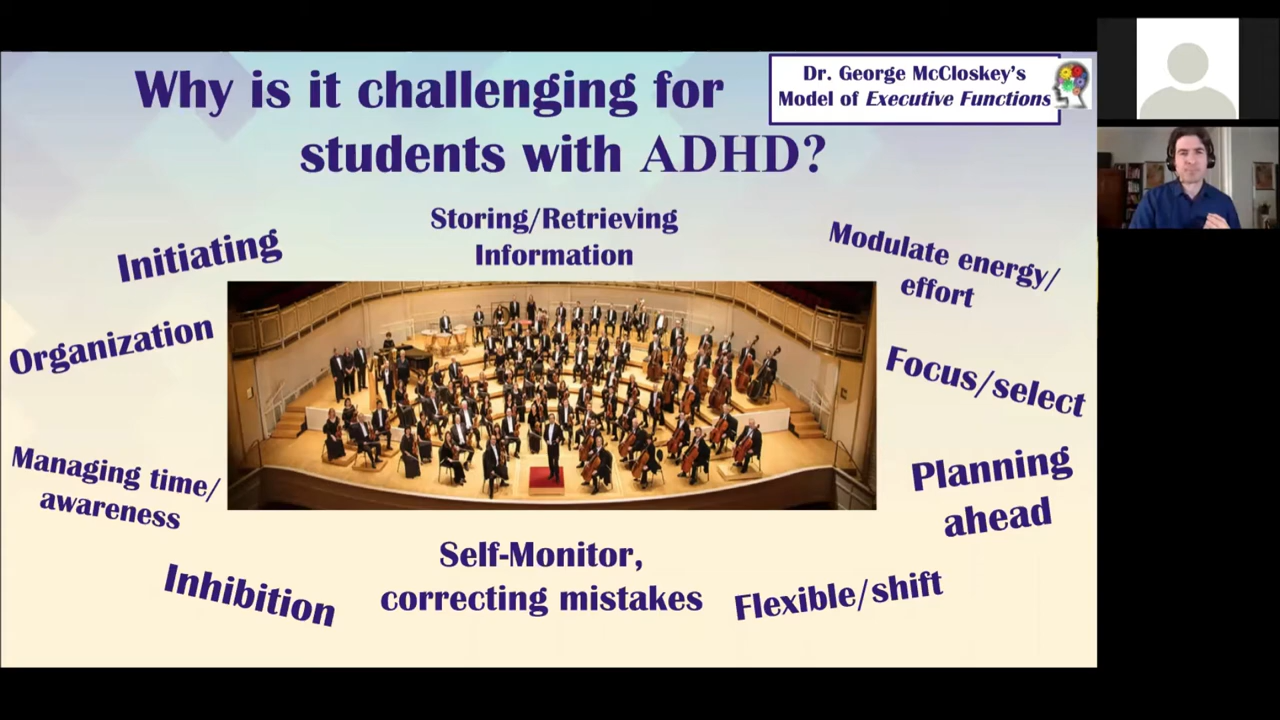 Why is it challenging for
students with ADHD?
Dr. George McCloskey's
Model of Executive Functions
Initiating
Storing/Retrieving
Information
Modulate energy/
effort
Organization
Focus/select
Managing time/
awareness
Planning
ahead
Inhibition
Self-Monitor,
correcting mistakes
Flexible/shift